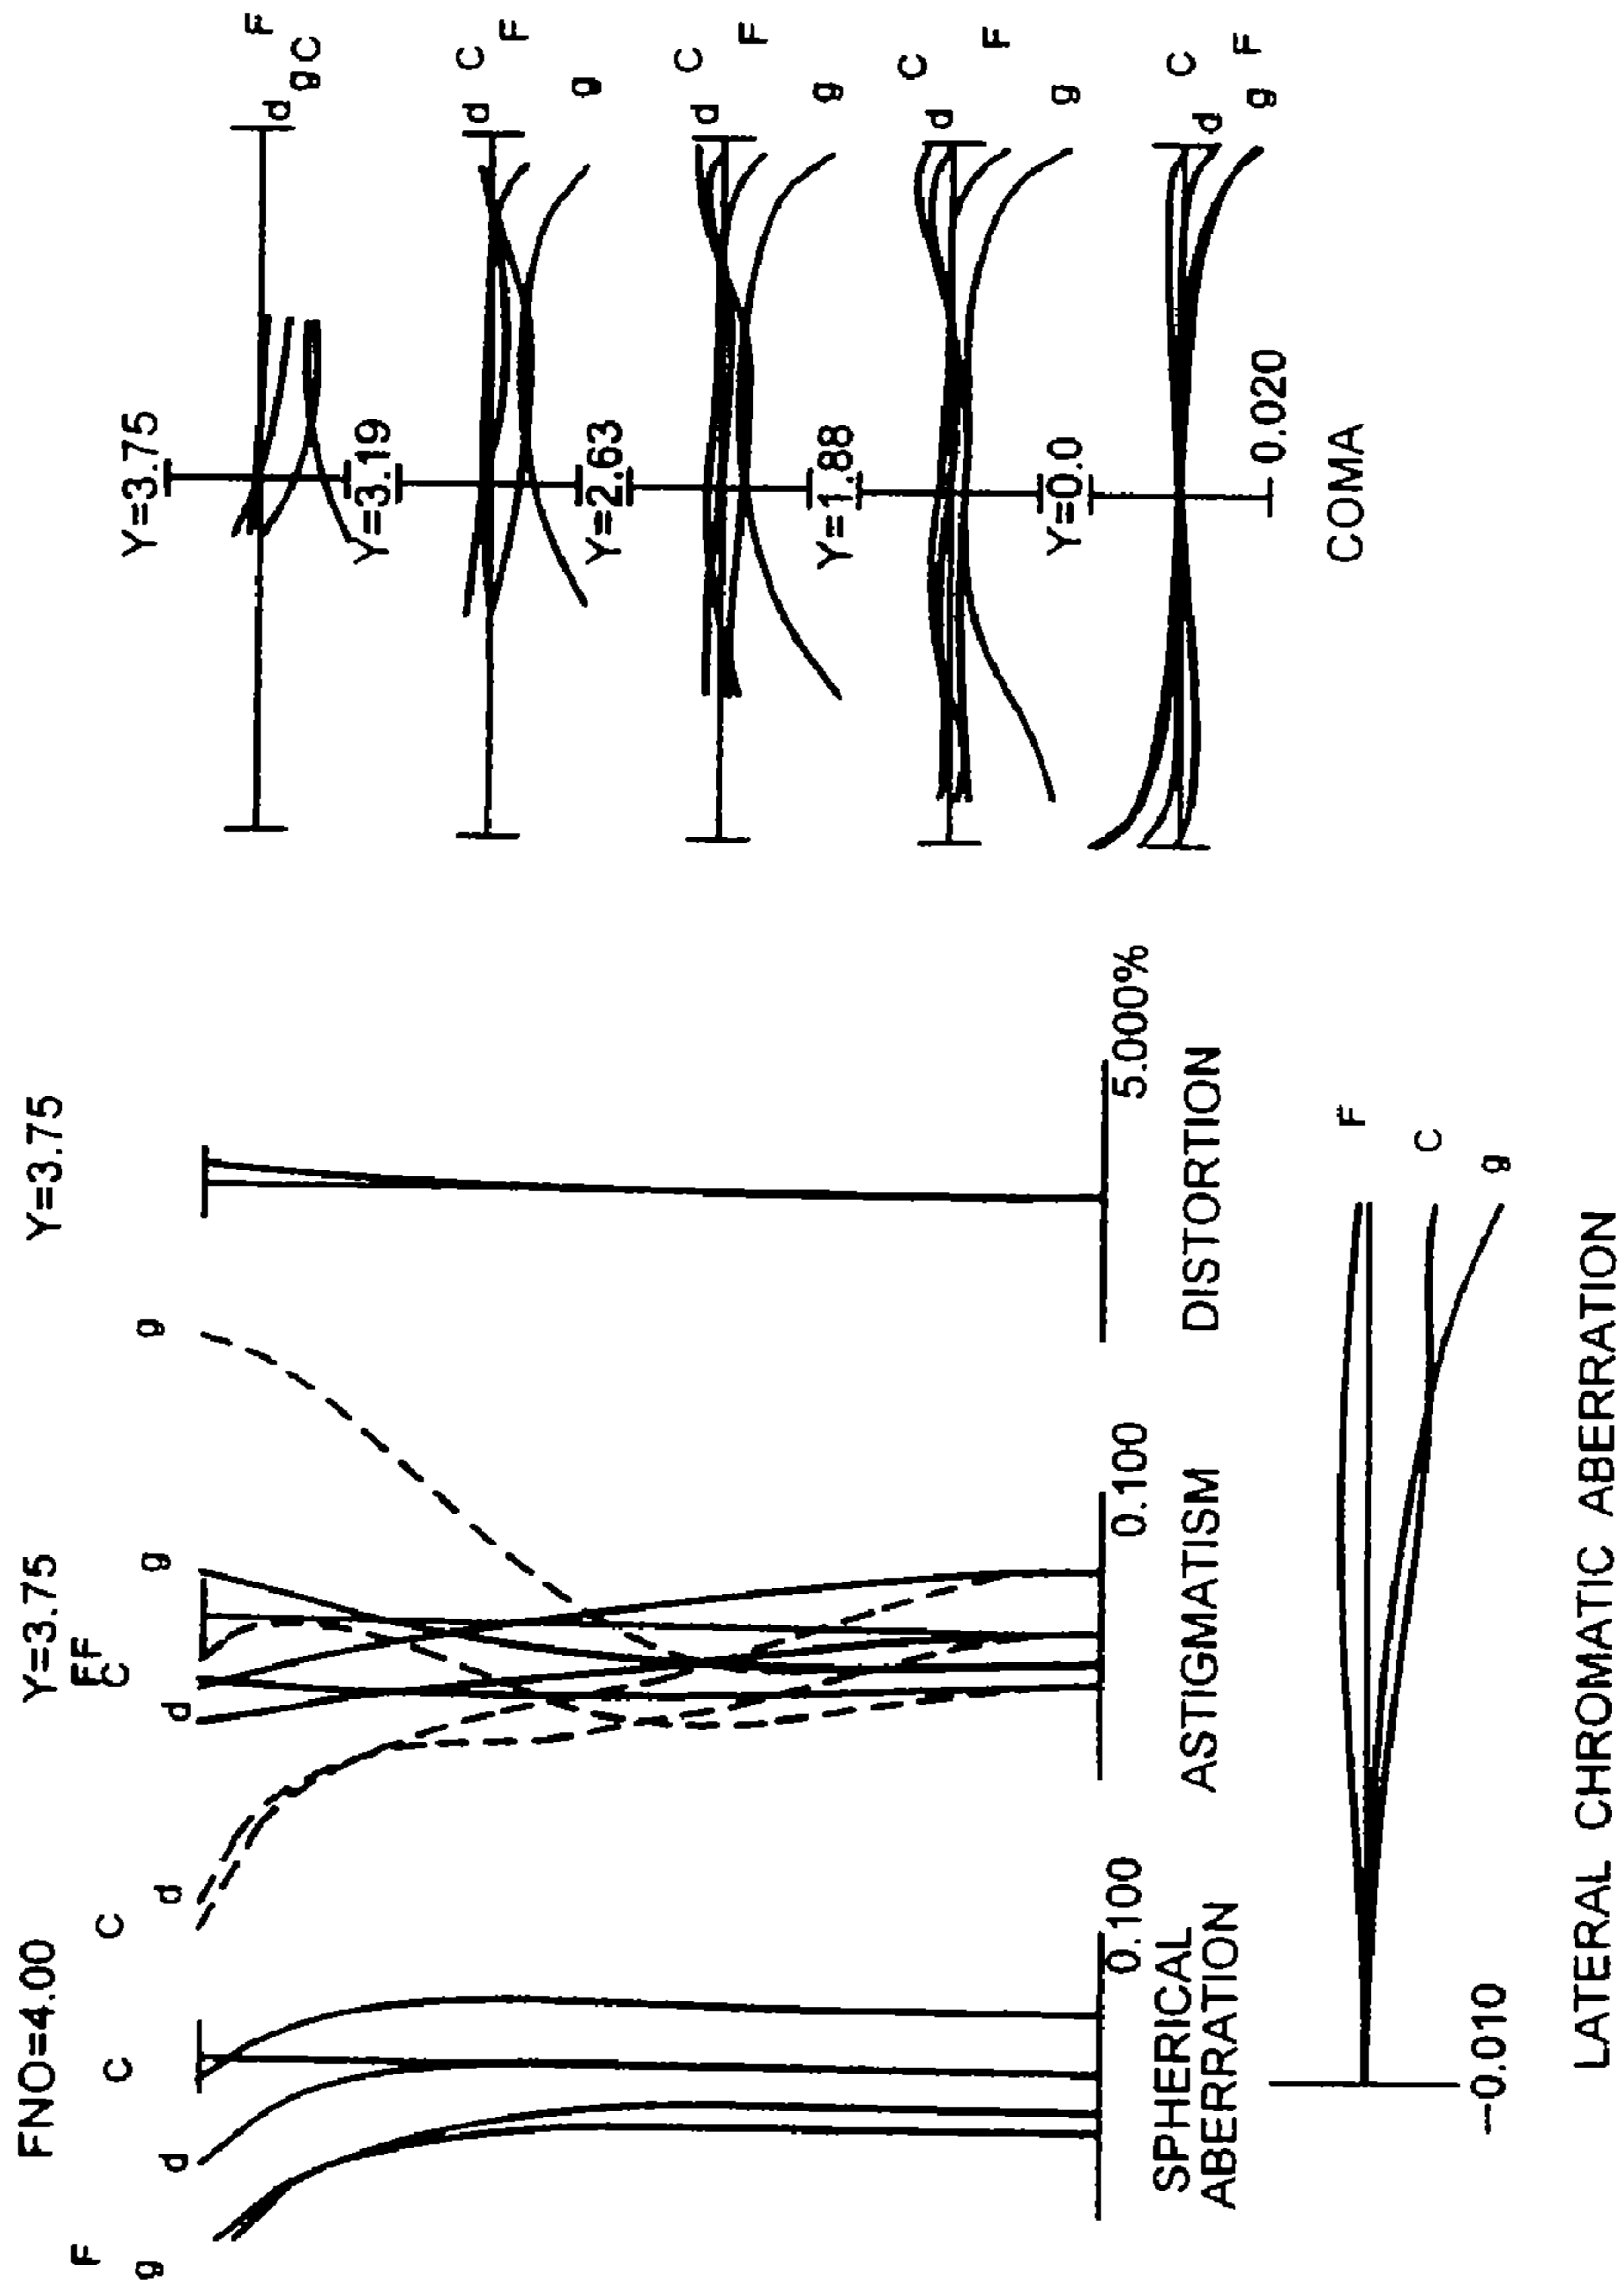 FNO=4.00
F
g
d
C
SPHERICAL
ABERRATION
0.100
Y=3.75
FF
C
d
g
C
d
g
ASTIGMATISM
0.100
Y=3.75
DISTORTION
5.000%
Y=3.75
F
d
g C
Y=3.19
C
d
F
g
Y=2.63
C
d
F
g
Y=1.88
C
d
F
g
Y=0.0
C
d
F
g
0.020
COMA
F
C
g
-0.010
LATERAL CHROMATIC ABERRATION